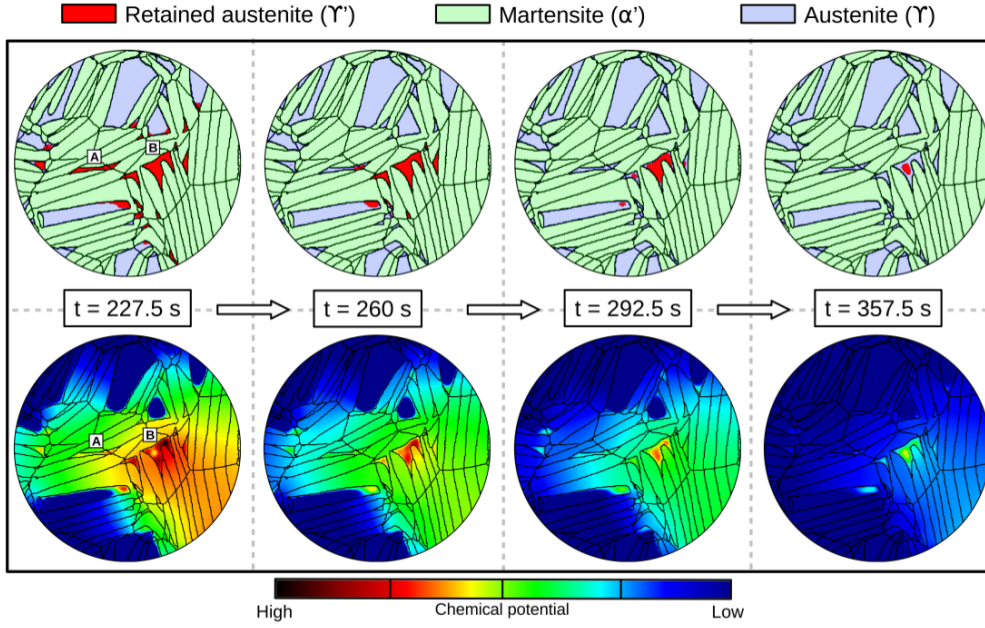 Retained austenite (ϒ') Martensite (α') Austenite (ϒ)
A B
t = 227.5 s t = 260 s t = 292.5 s t = 357.5 s
A B
High Chemical potential Low